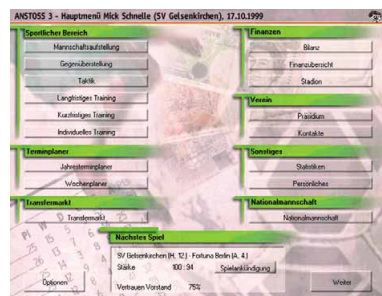 ANSTOSS 3 - Hauptmenü Mick Schnelle (SV Gelsenkirchen), 17.10.1999
Sportlicher Bereich
Mannschaftsaufstellung
Gegenüberstellung
Taktik
Langfristiges Training
Kurzfristiges Training
Individuelles Training
Terminplaner
Jahresterminplaner
Wochenplaner
Transfermarkt
Transfermarkt
Finanzen
Bilanz
Finanzübersicht
Stadion
Verein
Präsidium
Kontakte
Sonstiges
Statistiken
Persönliches
Nationalmannschaft
Nationalmannschaft
Nächstes Spiel
SV Gelsenkirchen (H, 12.) - Fortuna Berlin (A, 4.)
Stärke 100 : 94 Spielankündigung
Vertrauen Vorstand 75%
Optionen
Weiter